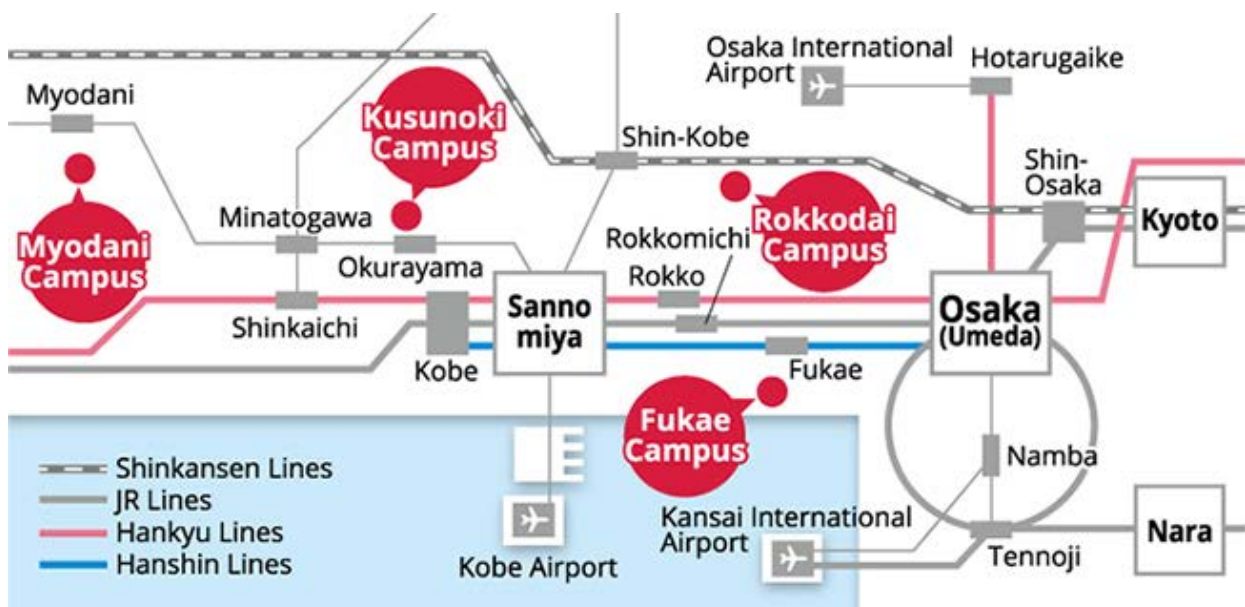 Osaka International
Airport
Hotarugaike
Myodani
Kusunoki
Campus
Shin-Kobe
Shin-
Osaka
Kyoto
Myodani
Campus
Minatogawa
Okurayama
Rokkodai
Campus
Rokkomichi
Rokko
Shinkaichi
Kobe
Sanno
miya
Osaka
(Umeda)
Fukae
Fukae
Campus
Shinkansen Lines
JR Lines
Hankyu Lines
Hanshin Lines
Kobe Airport
Kansai International
Airport
Namba
Tennoji
Nara